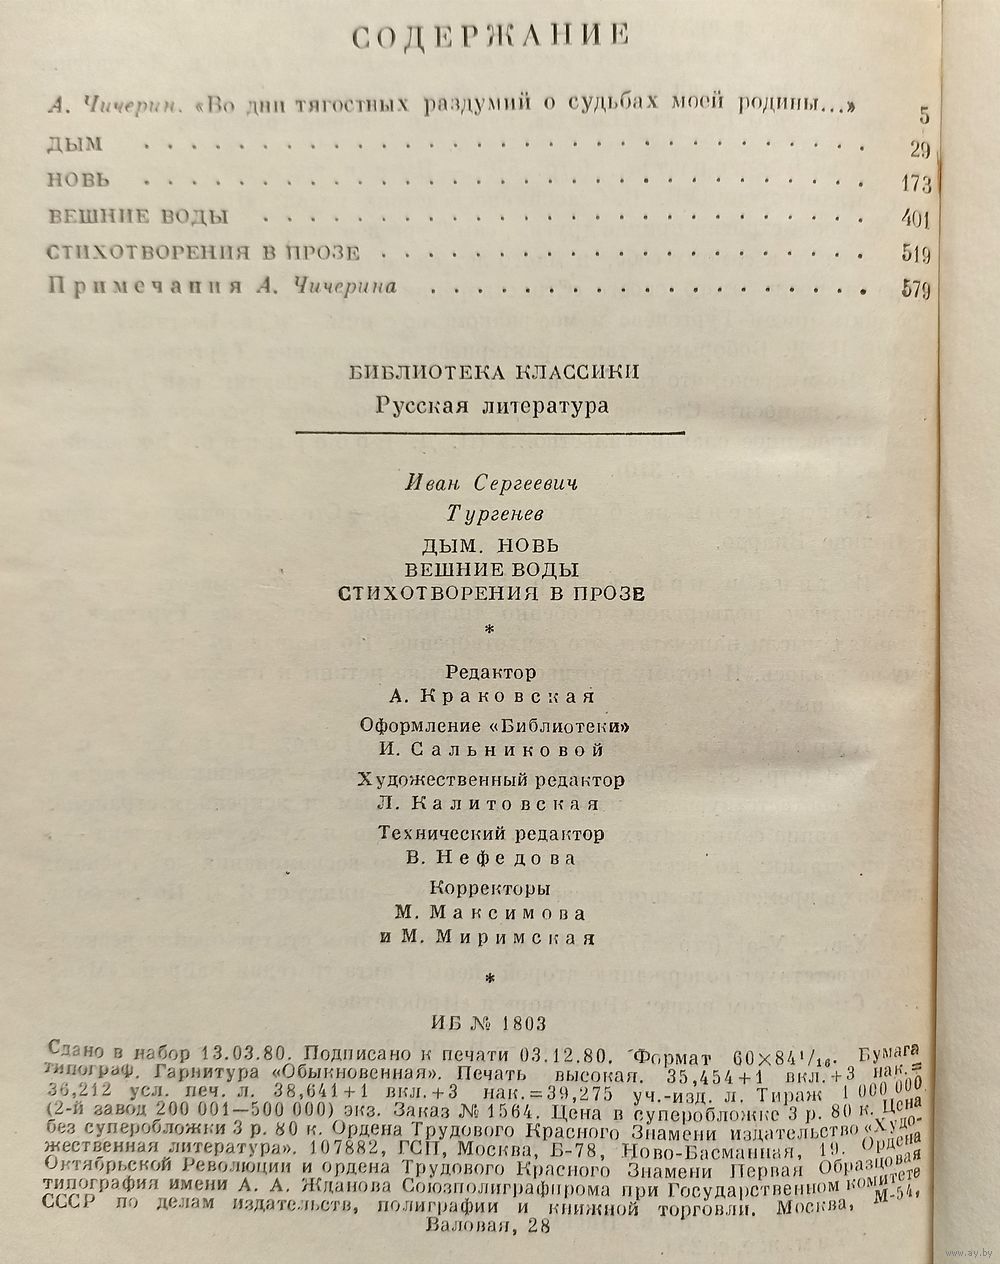 СОДЕРЖАНИЕ
А. Чичерин. «Во дни тягостных раздумий о судьбах моей родины...» 5
ДЫМ . . . . . . . . . . . . . . . . . . . . . . . . . 29
НОВЬ . . . . . . . . . . . . . . . . . . . . . . . . . 173
ВЕШНИЕ ВОДЫ . . . . . . . . . . . . . . . . . . . . . 401
СТИХОТВОРЕНИЯ В ПРОЗЕ . . . . . . . . . . . . . . . . . 519
Примечания А. Чичерина . . . . . . . . . . . . . . . . 579
БИБЛИОТЕКА КЛАССИКИ
Русская литература
Иван Сергеевич
Тургенев
ДЫМ. НОВЬ
ВЕШНИЕ ВОДЫ
СТИХОТВОРЕНИЯ В ПРОЗЕ
*
Редактор
А. Краковская
Оформление «Библиотеки»
И. Сальниковой
Художественный редактор
Л. Калитовская
Технический редактор
В. Нефедова
Корректоры
М. Максимова
и М. Миримская
*
ИБ № 1803
Сдано в набор 13.03.80. Подписано к печати 03.12.80. Формат 60×84¹/₁₆. Бумага
типограф. Гарнитура «Обыкновенная». Печать высокая. 35,454+1 вкл.+3 нак.=
36,212 усл. печ. л. 38,641+1 вкл.+3 нак.=39,275 уч.-изд. л. Тираж 1 000 000
(2-й завод 200 001—500 000) экз. Заказ № 1564. Цена в суперобложке 3 р. 80 к. Цена
без суперобложки 3 р. 80 к. Ордена Трудового Красного Знамени издательство «Худо-
жественная литература». 107882, ГСП, Москва, Б-78, Ново-Басманная, 19. Ордена
Октябрьской Революции и ордена Трудового Красного Знамени Первая Образцовая
типография имени А. А. Жданова Союзполиграфпрома при Государственном комитете
СССР по делам издательств, полиграфии и книжной торговли. Москва, М-54,
Валовая, 28
www.ay.by